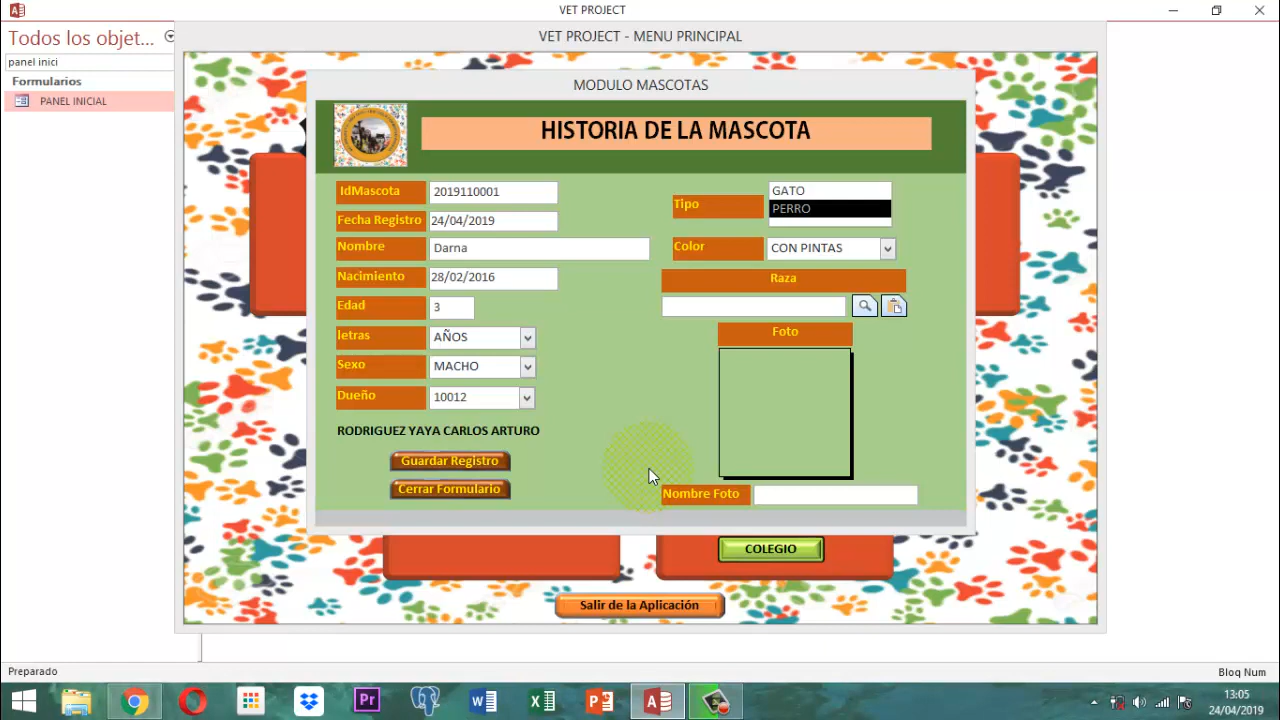 VET PROJECT
Todos los objet...
panel inici
Formularios
PANEL INICIAL
VET PROJECT - MENU PRINCIPAL
MODULO MASCOTAS
HISTORIA DE LA MASCOTA
IdMascota 2019110001
Fecha Registro 24/04/2019
Nombre Darna
Nacimiento 28/02/2016
Edad 3
letras AÑOS
Sexo MACHO
Dueño 10012
RODRIGUEZ YAYA CARLOS ARTURO
Guardar Registro
Cerrar Formulario
Tipo
GATO
PERRO
Color CON PINTAS
Raza
Foto
Nombre Foto
COLEGIO
Salir de la Aplicación
Preparado
Bloq Num
13:05
24/04/2019